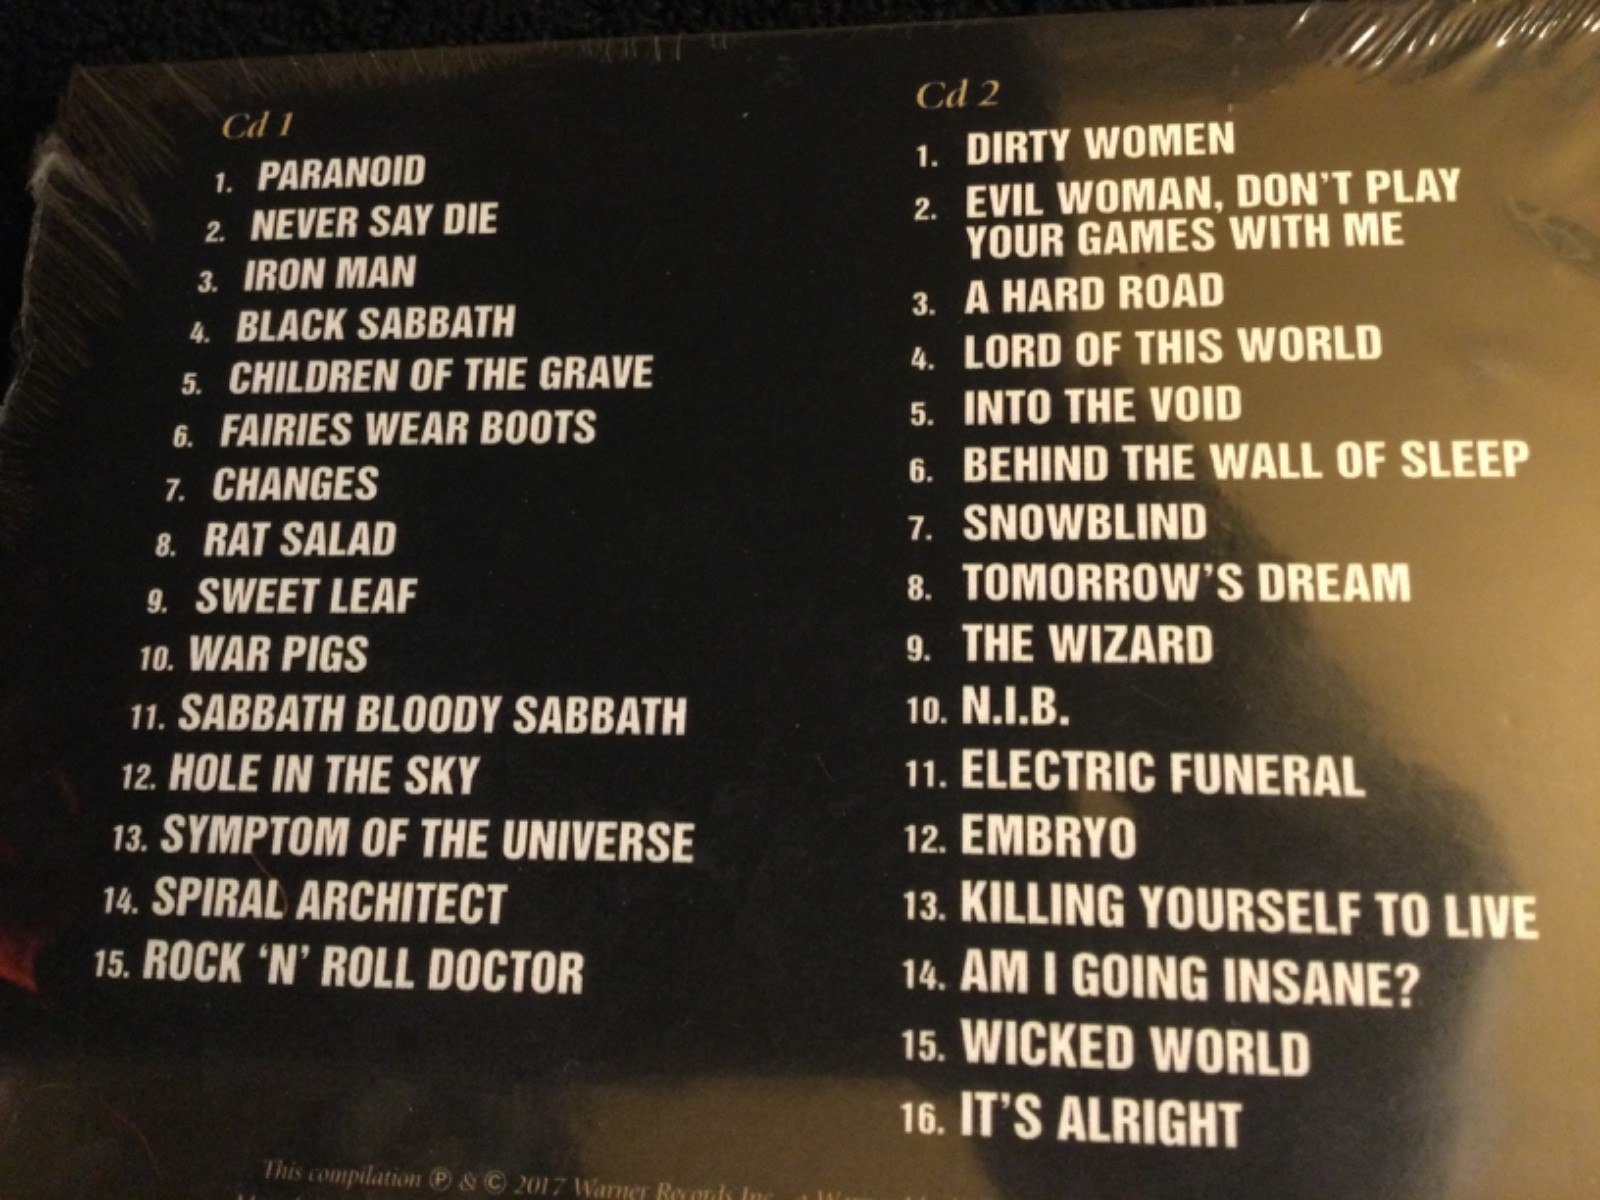 Cd 1
1. PARANOID
2. NEVER SAY DIE
3. IRON MAN
4. BLACK SABBATH
5. CHILDREN OF THE GRAVE
6. FAIRIES WEAR BOOTS
7. CHANGES
8. RAT SALAD
9. SWEET LEAF
10. WAR PIGS
11. SABBATH BLOODY SABBATH
12. HOLE IN THE SKY
13. SYMPTOM OF THE UNIVERSE
14. SPIRAL ARCHITECT
15. ROCK ‘N’ ROLL DOCTOR
Cd 2
1. DIRTY WOMEN
2. EVIL WOMAN, DON’T PLAY
YOUR GAMES WITH ME
3. A HARD ROAD
4. LORD OF THIS WORLD
5. INTO THE VOID
6. BEHIND THE WALL OF SLEEP
7. SNOWBLIND
8. TOMORROW’S DREAM
9. THE WIZARD
10. N.I.B.
11. ELECTRIC FUNERAL
12. EMBRYO
13. KILLING YOURSELF TO LIVE
14. AM I GOING INSANE?
15. WICKED WORLD
16. IT’S ALRIGHT
This compilation ℗ & © 2017 Warner Records Inc.